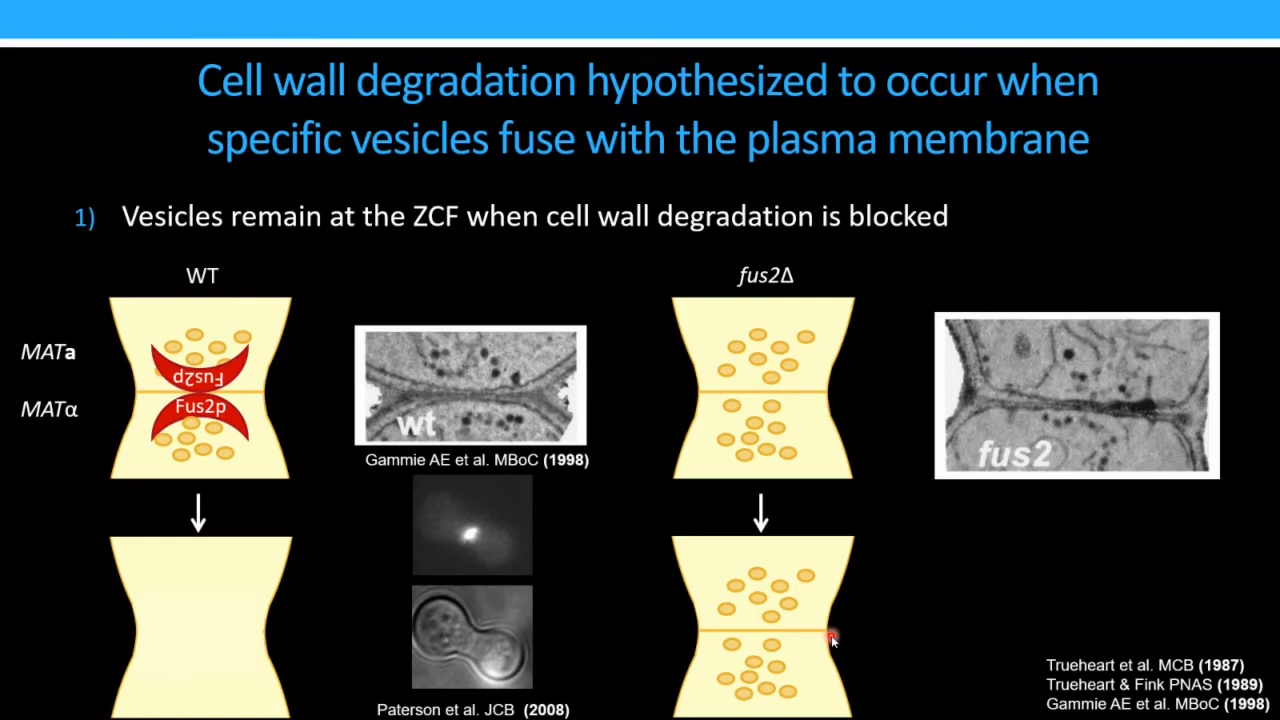 Cell wall degradation hypothesized to occur when
specific vesicles fuse with the plasma membrane
1) Vesicles remain at the ZCF when cell wall degradation is blocked
WT
fus2Δ
MATa
MATα
Fus2p
Fus2p
wt
fus2
Gammie AE et al. MBoC (1998)
Paterson et al. JCB (2008)
Trueheart et al. MCB (1987)
Trueheart & Fink PNAS (1989)
Gammie AE et al. MBoC (1998)